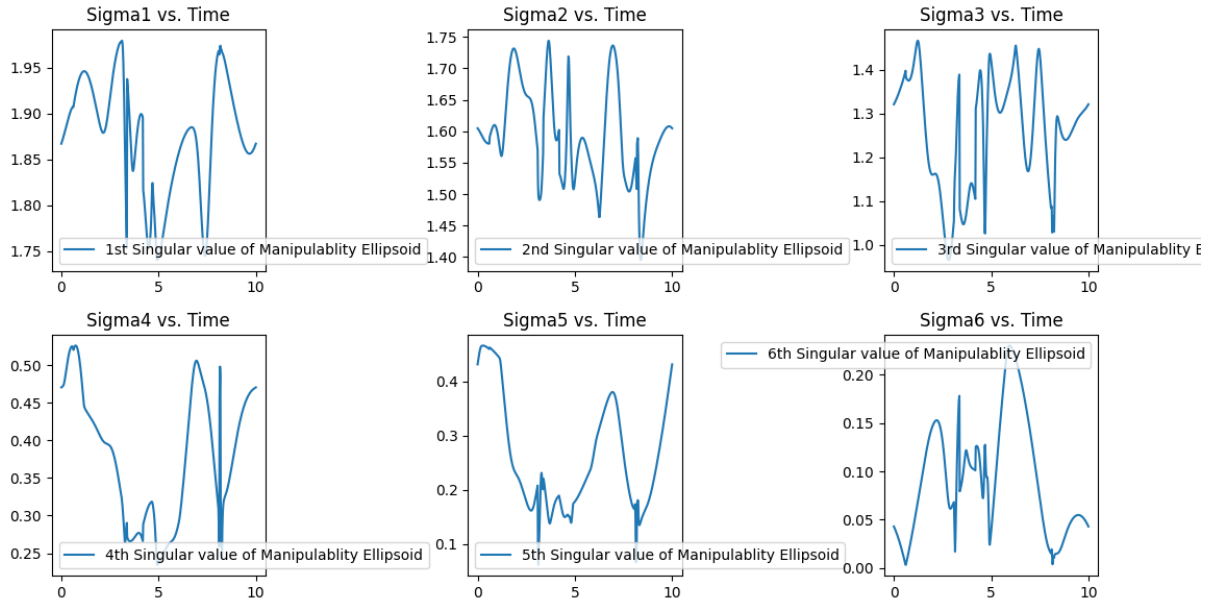 Sigma1 vs. Time
Sigma2 vs. Time
Sigma3 vs. Time
1.95
1.90
1.85
1.80
1.75
1st Singular value of Manipulablity Ellipsoid
0 5 10
1.75
1.70
1.65
1.60
1.55
1.50
1.45
1.40
2nd Singular value of Manipulablity Ellipsoid
0 5 10
1.4
1.3
1.2
1.1
1.0
3rd Singular value of Manipulablity E
0 5 10
Sigma4 vs. Time
Sigma5 vs. Time
Sigma6 vs. Time
0.50
0.45
0.40
0.35
0.30
0.25
4th Singular value of Manipulablity Ellipsoid
0 5 10
0.4
0.3
0.2
0.1
5th Singular value of Manipulablity Ellipsoid
0 5 10
6th Singular value of Manipulablity Ellipsoid
0.20
0.15
0.10
0.05
0.00
0 5 10